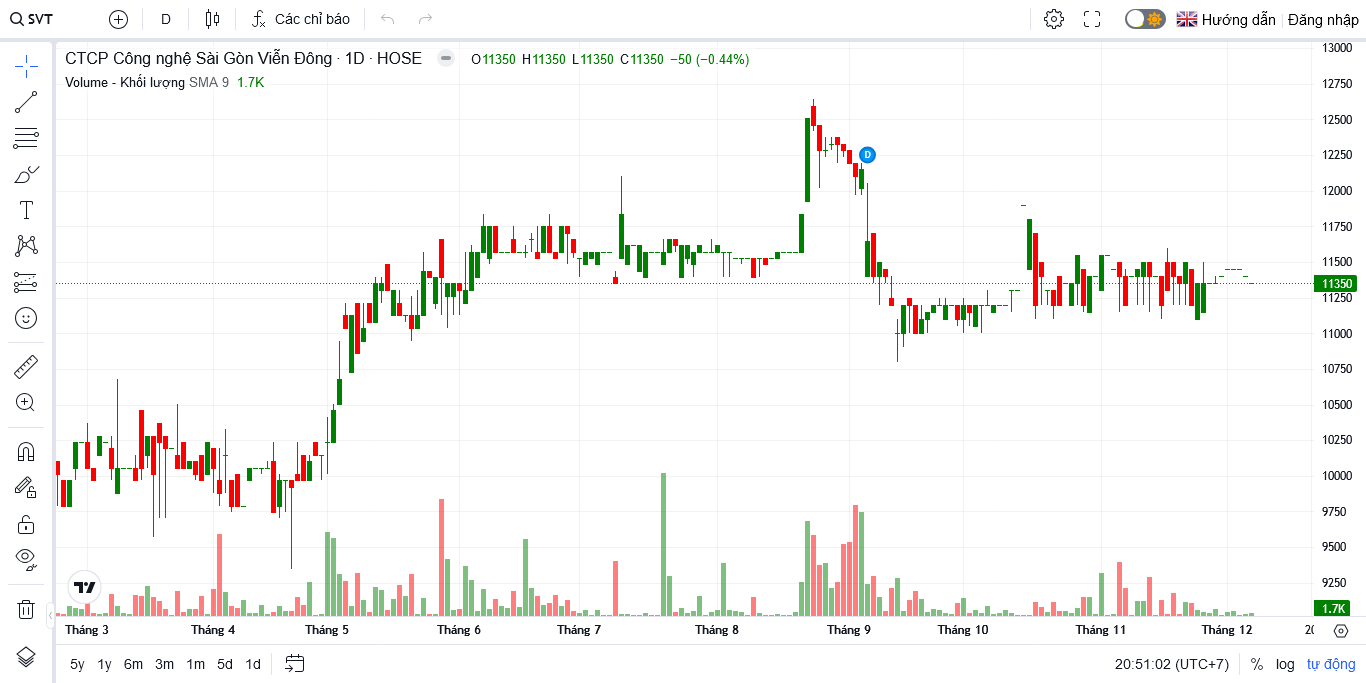 SVT D Các chỉ báo Hướng dẫn Đăng nhập
CTCP Công nghệ Sài Gòn Viễn Đông · 1D · HOSE O11350 H11350 L11350 C11350 −50 (−0.44%)
Volume - Khối lượng SMA 9 1.7K
13000
12750
12500
D
12250
12000
11750
11500
11350
11250
11000
10750
10500
10250
10000
9750
9500
9250
1.7K
Tháng 3 Tháng 4 Tháng 5 Tháng 6 Tháng 7 Tháng 8 Tháng 9 Tháng 10 Tháng 11 Tháng 12
5y 1y 6m 3m 1m 5d 1d 20:51:02 (UTC+7) % log tự động